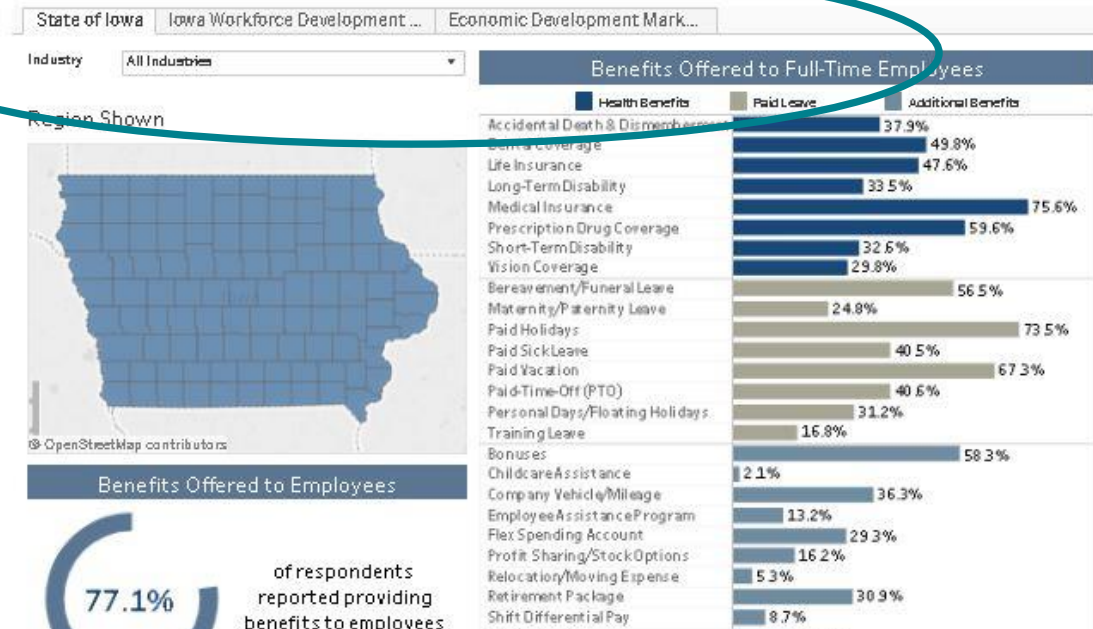 State of Iowa
Iowa Workforce Development ...
Economic Development Mark...
Industry
All Industries
Region Shown
© OpenStreetMap contributors
Benefits Offered to Employees
77.1%
of respondents
reported providing
benefits to employees
Benefits Offered to Full-Time Employees
Health Benefits
Paid Leave
Additional Benefits
Accidental Death & Dismemberment 37.9%
Dental Coverage 49.8%
Life Insurance 47.6%
Long-Term Disability 33.5%
Medical Insurance 75.6%
Prescription Drug Coverage 59.6%
Short-Term Disability 32.6%
Vision Coverage 29.8%
Bereavement/Funeral Leave 56.5%
Maternity/Paternity Leave 24.8%
Paid Holidays 73.5%
Paid Sick Leave 40.5%
Paid Vacation 67.3%
Paid-Time-Off (PTO) 40.6%
Personal Days/Floating Holidays 31.2%
Training Leave 16.8%
Bonuses 58.3%
Childcare Assistance 2.1%
Company Vehicle/Mileage 36.3%
Employee Assistance Program 13.2%
Flex Spending Account 29.3%
Profit Sharing/Stock Options 16.2%
Relocation/Moving Expense 5.3%
Retirement Package 30.9%
Shift Differential Pay 8.7%